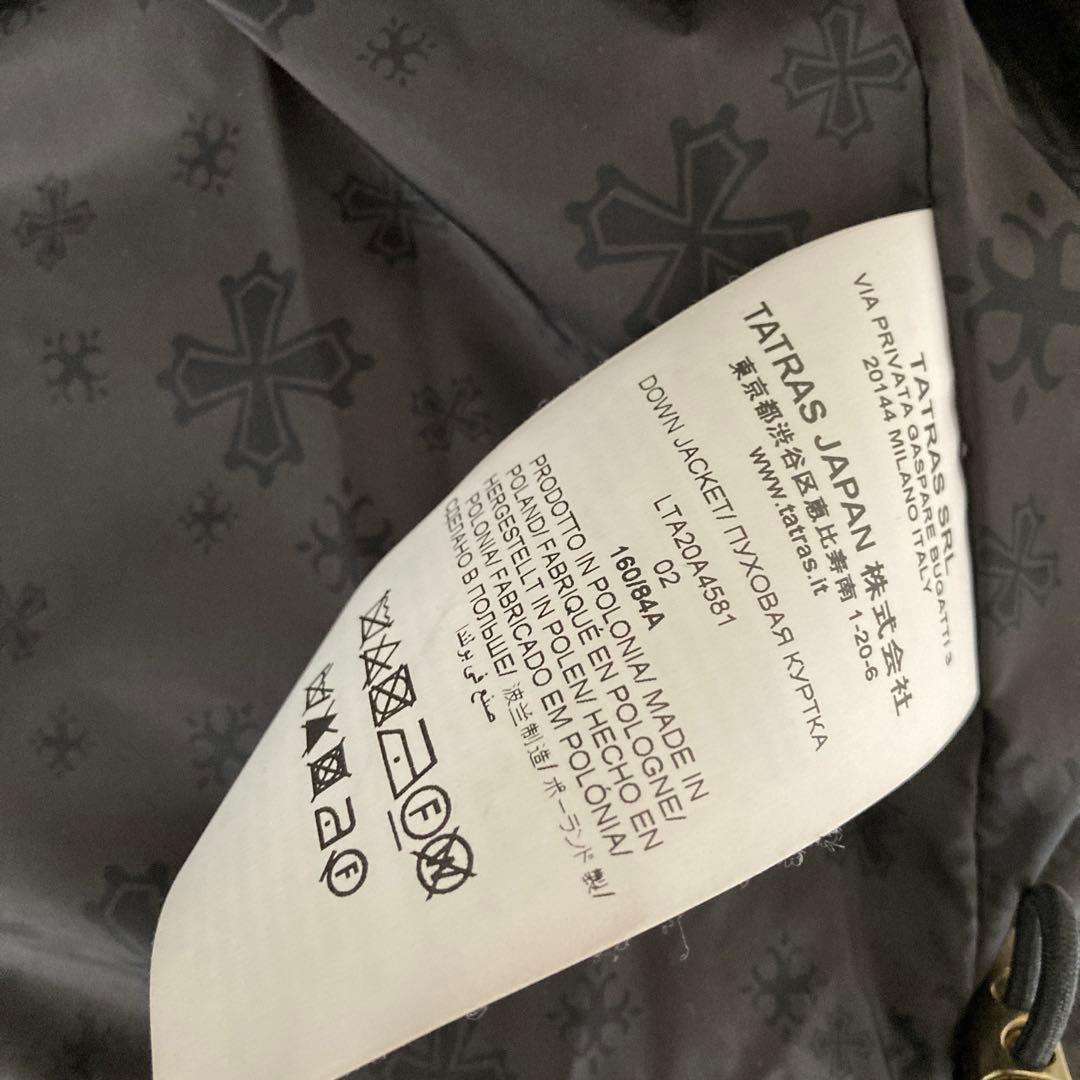 TATRAS SRL
VIA PRIVATA GASPARE BUGATTI 3
20144 MILANO ITALY
TATRAS JAPAN 株式会社
東京都渋谷区恵比寿南 1-20-6
www.tatras.it
DOWN JACKET/ ПУХОВАЯ КУРТКА
LTA20A4581
02
160/84A
PRODOTTO IN POLONIA/ MADE IN
POLAND/ FABRIQUÉ EN POLOGNE/
HERGESTELLT IN POLEN/ HECHO EN
POLONIA/ FABRICADO EM POLÓNIA/
СДЕЛАНО В ПОЛЬШЕ/ 波兰制造/ ポーランド 製/
صنع في بولندا
F
W
F